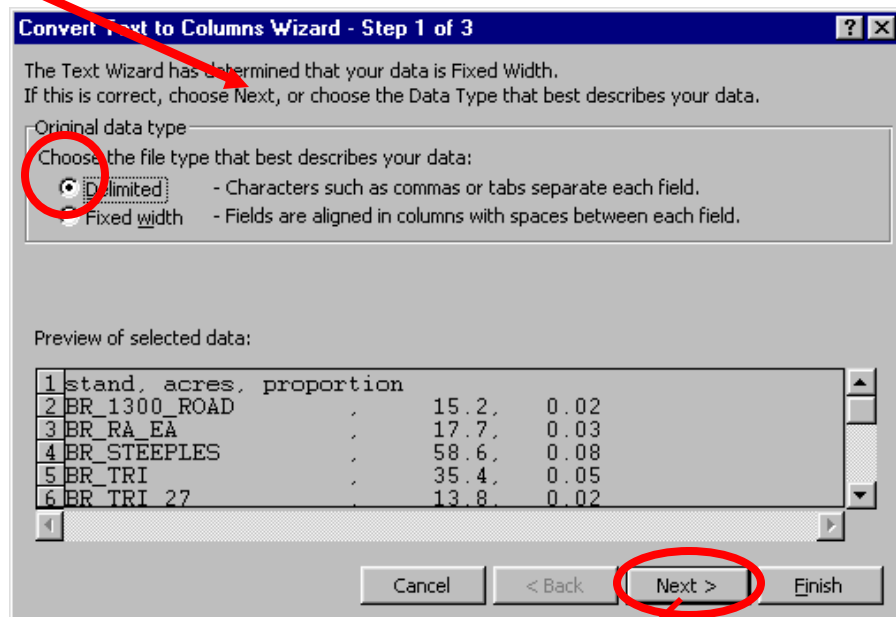 Convert Text to Columns Wizard - Step 1 of 3
The Text Wizard has determined that your data is Fixed Width.
If this is correct, choose Next, or choose the Data Type that best describes your data.
Original data type
Choose the file type that best describes your data:
Delimited - Characters such as commas or tabs separate each field.
Fixed width - Fields are aligned in columns with spaces between each field.
Preview of selected data:
1 stand, acres, proportion
2 BR_1300_ROAD , 15.2, 0.02
3 BR_RA_EA , 17.7, 0.03
4 BR_STEEPLES , 58.6, 0.08
5 BR_TRI , 35.4, 0.05
6 BR_TRI_27 , 13.8, 0.02
Cancel < Back Next > Finish